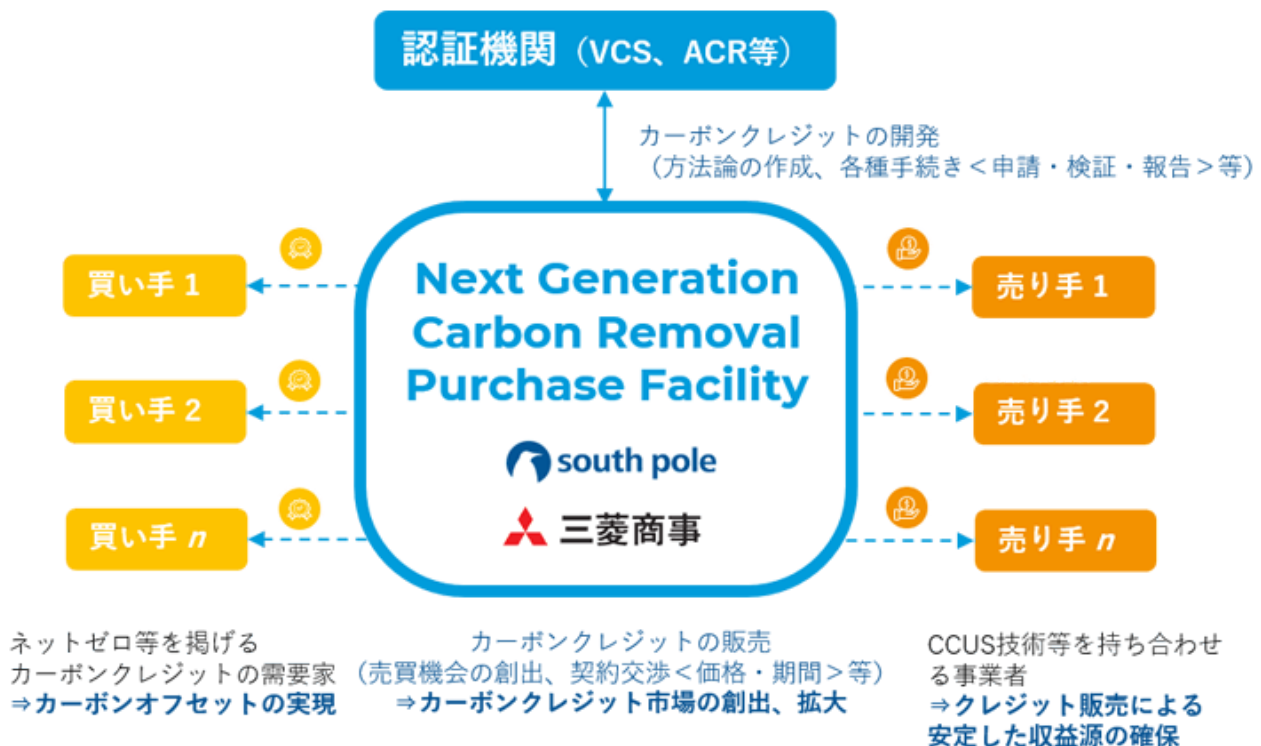 認証機関（VCS、ACR等）
カーボンクレジットの開発
（方法論の作成、各種手続き＜申請・検証・報告＞等）
Next Generation
Carbon Removal
Purchase Facility
south pole
三菱商事
買い手 1
買い手 2
買い手 n
売り手 1
売り手 2
売り手 n
ネットゼロ等を掲げる
カーボンクレジットの需要家
⇒カーボンオフセットの実現
カーボンクレジットの販売
（売買機会の創出、契約交渉＜価格・期間＞等）
⇒カーボンクレジット市場の創出、拡大
CCUS技術等を持ち合わせ
る事業者
⇒クレジット販売による
安定した収益源の確保